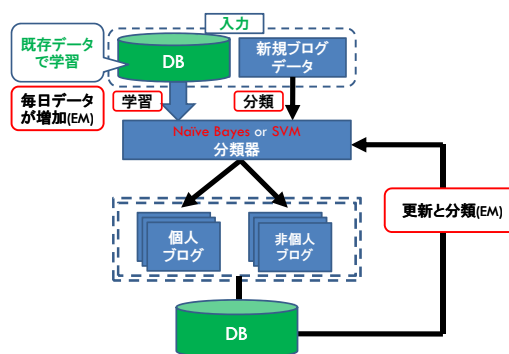 入力
既存データ
で学習
DB
新規ブログ
データ
毎日データ
が増加(EM)
学習
分類
Naïve Bayes or SVM
分類器
更新と分類(EM)
個人
ブログ
非個人
ブログ
DB